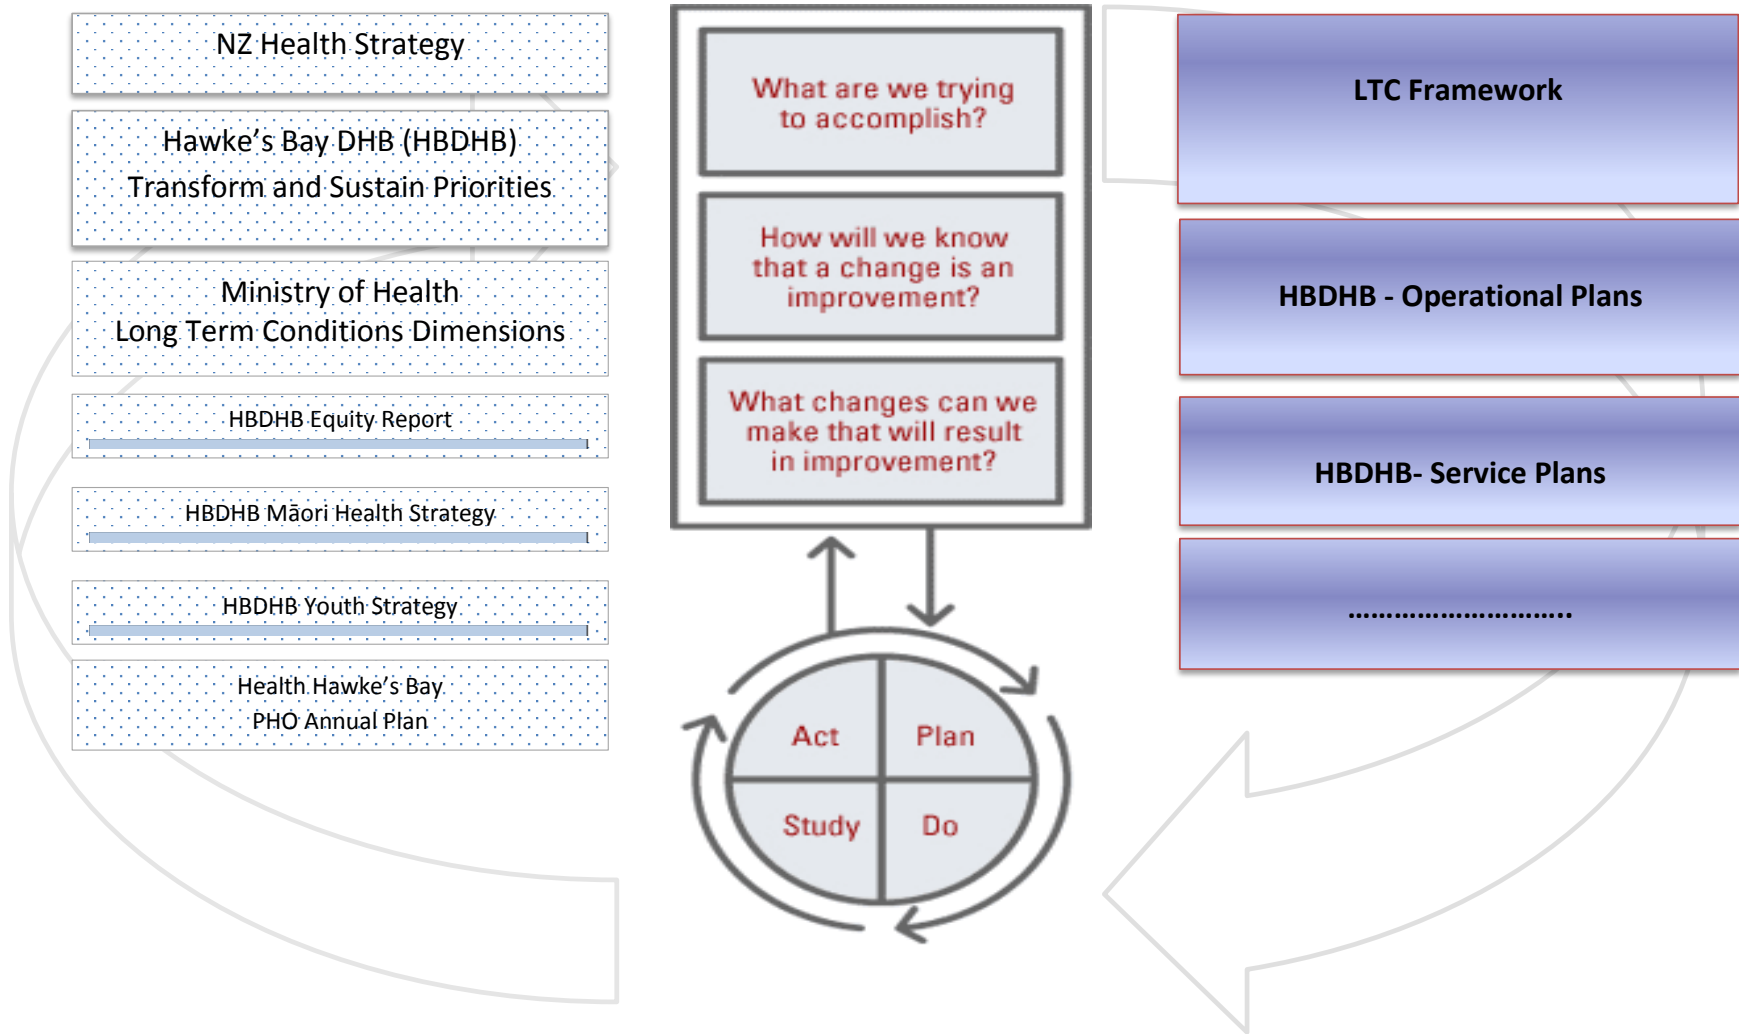 NZ Health Strategy
Hawke's Bay DHB (HBDHB)
Transform and Sustain Priorities
Ministry of Health
Long Term Conditions Dimensions
HBDHB Equity Report
HBDHB Māori Health Strategy
HBDHB Youth Strategy
Health Hawke's Bay
PHO Annual Plan
What are we trying
to accomplish?
How will we know
that a change is an
improvement?
What changes can we
make that will result
in improvement?
Act
Plan
Study
Do
LTC Framework
HBDHB - Operational Plans
HBDHB- Service Plans
………………………..